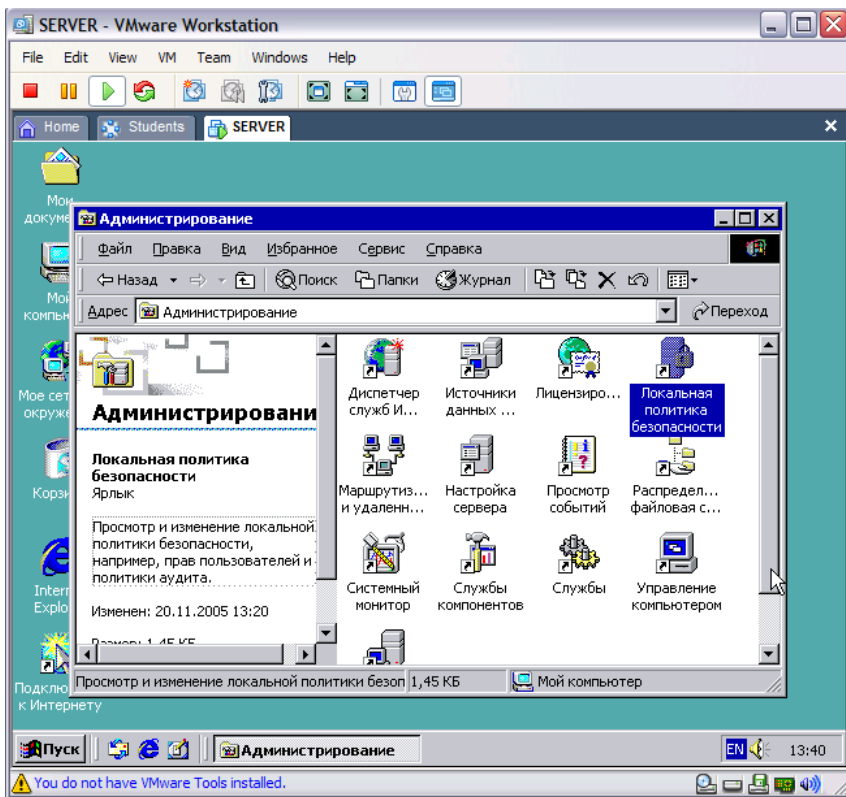 SERVER - VMware Workstation
File Edit View VM Team Windows Help
Home Students SERVER
Мои
Администрирование
Файл Правка Вид Избранное Сервис Справка
Назад Поиск Папки Журнал
Адрес Администрирование Переход
Администрировани
Локальная политика
безопасности
Ярлык
Просмотр и изменение локальной
политики безопасности,
например, прав пользователей и
политики аудита.
Изменен: 20.11.2005 13:20
Размер: 1,45 КБ
Диспетчер
служб И...
Источники
данных ...
Лицензиро...
Локальная
политика
безопасности
Маршрутиз...
и удаленн...
Настройка
сервера
Просмотр
событий
Распредел...
файловая с...
Системный
монитор
Службы
компонентов
Службы
Управление
компьютером
Просмотр и изменение локальной политики безоп 1,45 КБ Мой компьютер
Мое сет
окруже
Корзи
Intern
Explo
Подклю
к Интернету
Пуск Администрирование EN 13:40
You do not have VMware Tools installed.